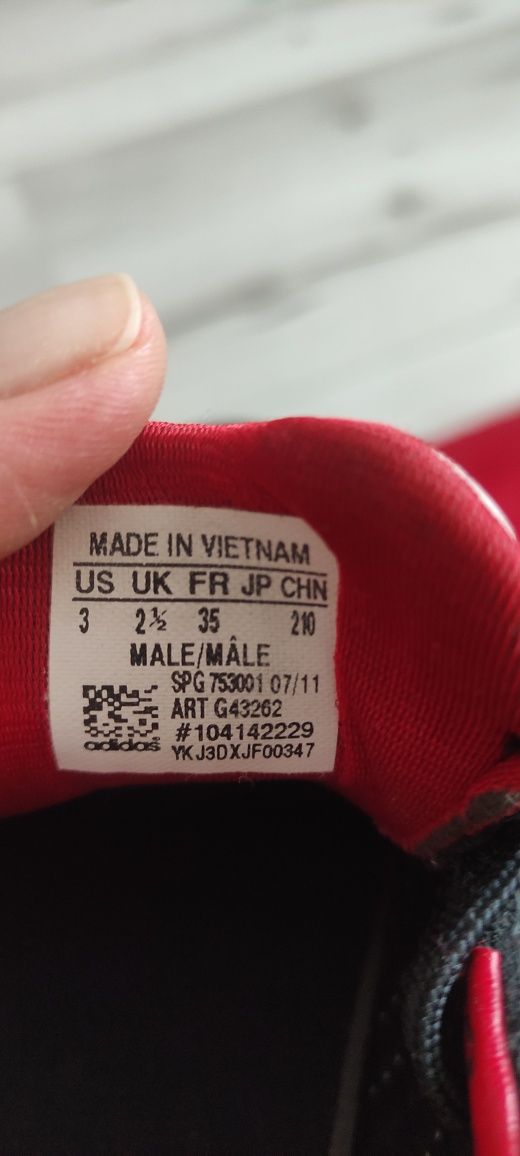 MADE IN VIETNAM
US UK FR JP CHN
3 2½ 35 210
MALE/MÂLE
SPG 753001 07/11
ART G43262
#104142229
adidas YKJ3DXJF00347